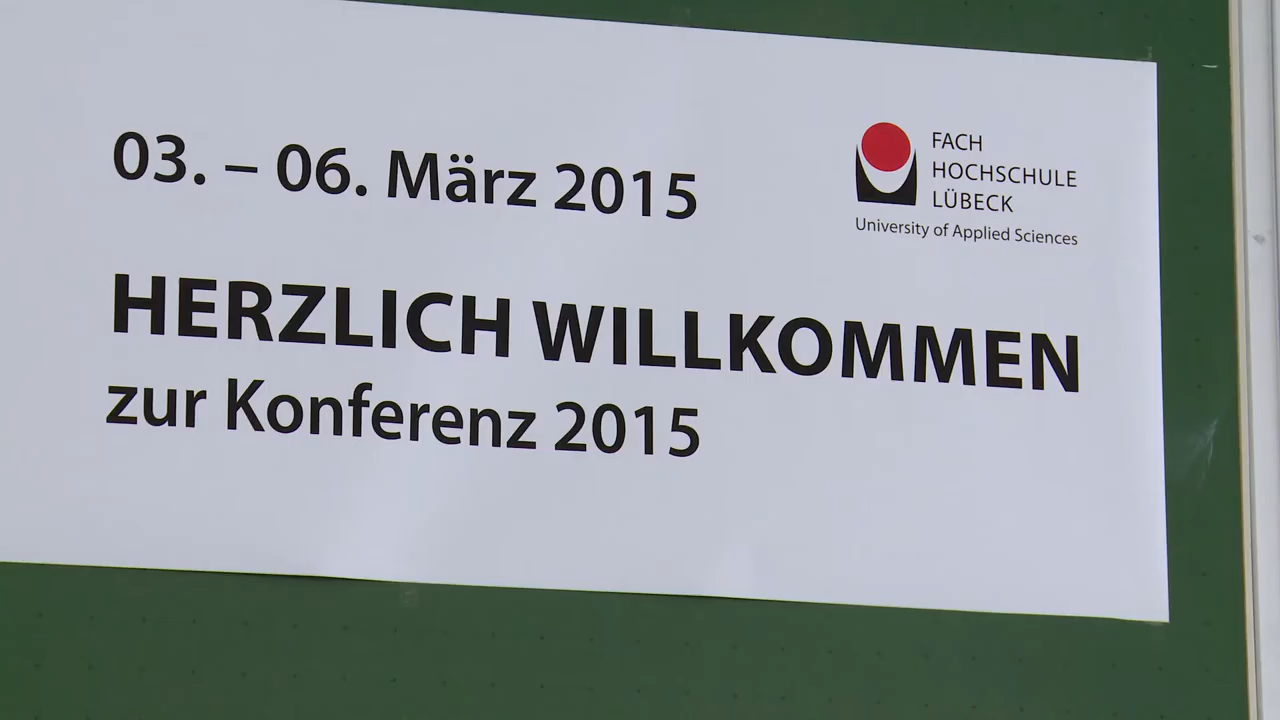 03. – 06. März 2015
FACH
HOCHSCHULE
LÜBECK
University of Applied Sciences
HERZLICH WILLKOMMEN
zur Konferenz 2015